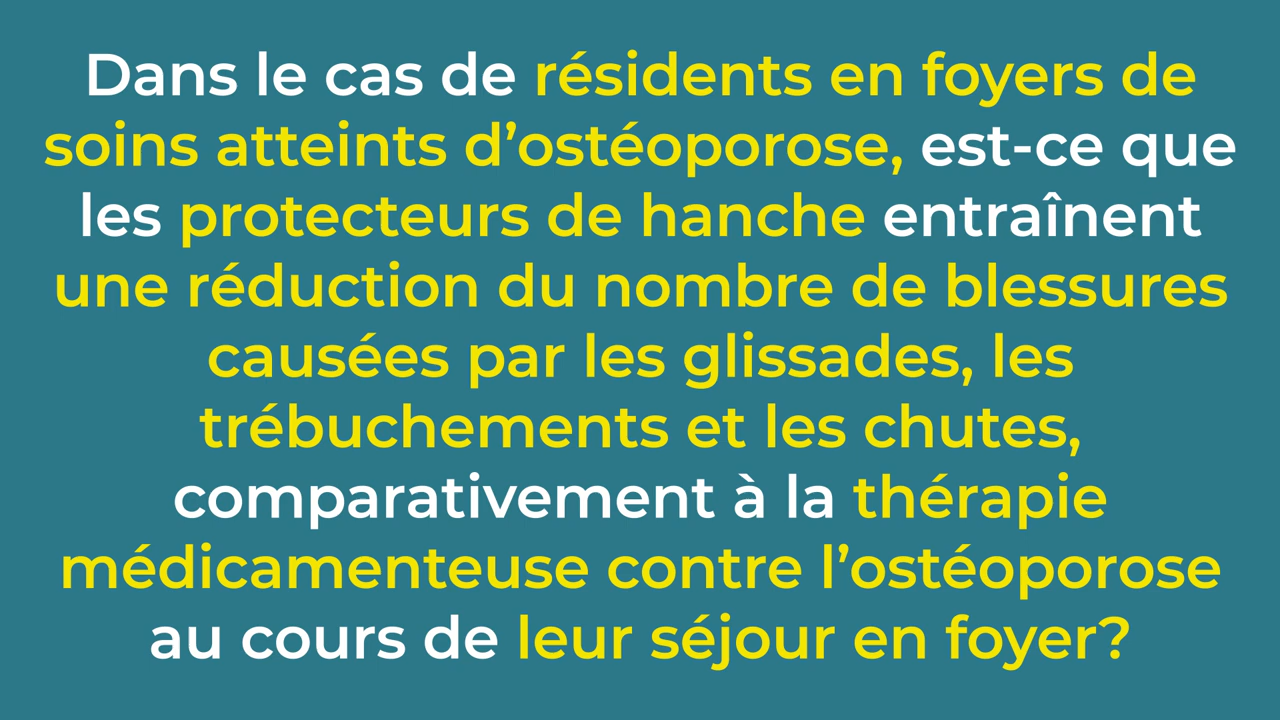 Dans le cas de résidents en foyers de
soins atteints d’ostéoporose, est-ce que
les protecteurs de hanche entraînent
une réduction du nombre de blessures
causées par les glissades, les
trébuchements et les chutes,
comparativement à la thérapie
médicamenteuse contre l’ostéoporose
au cours de leur séjour en foyer?